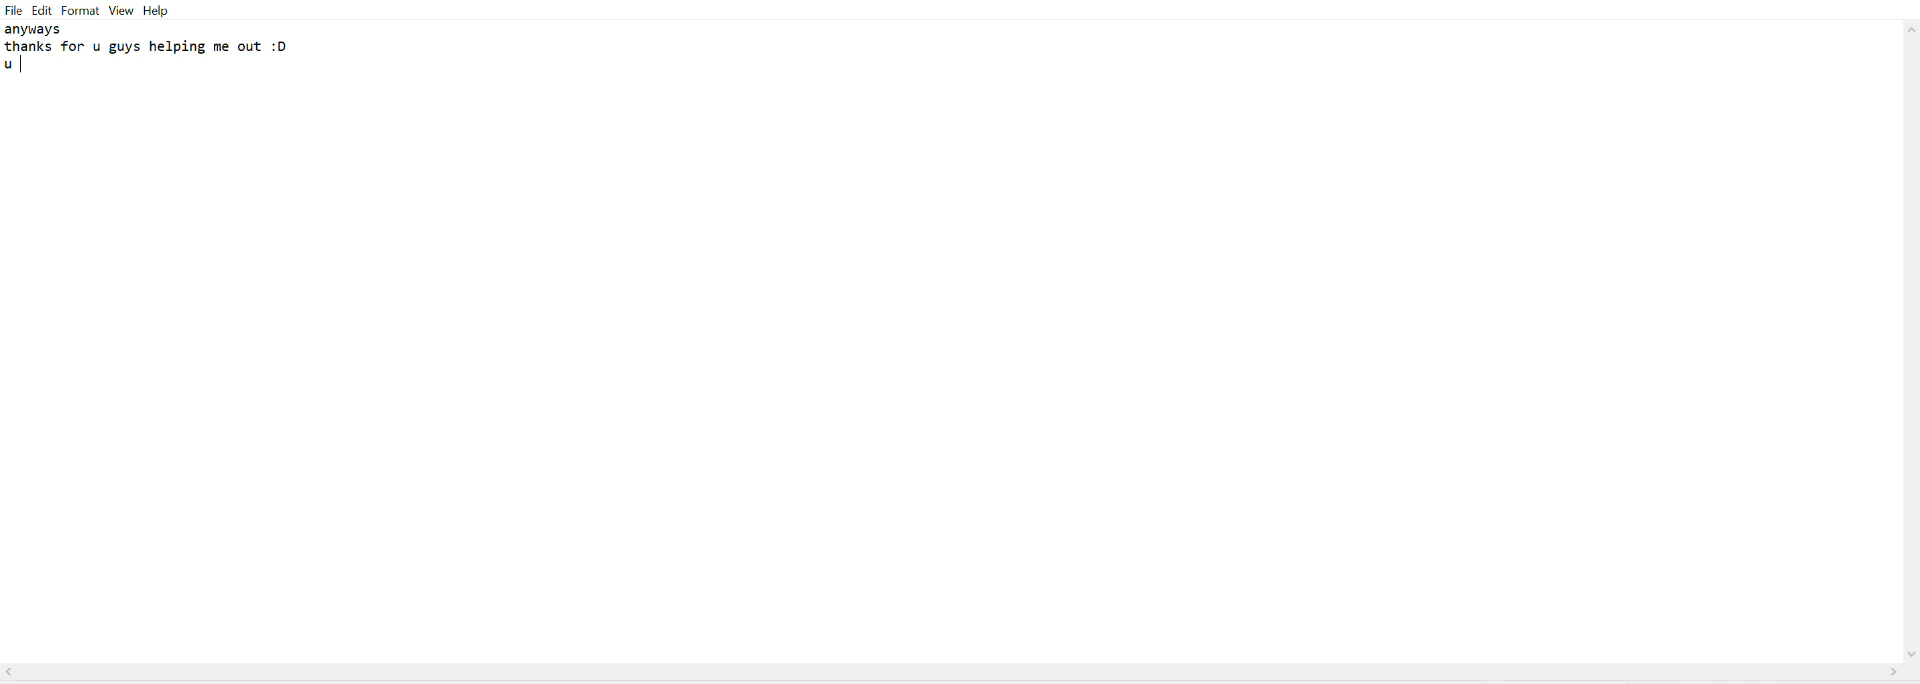 File Edit Format View Help
anyways
thanks for u guys helping me out :D
u